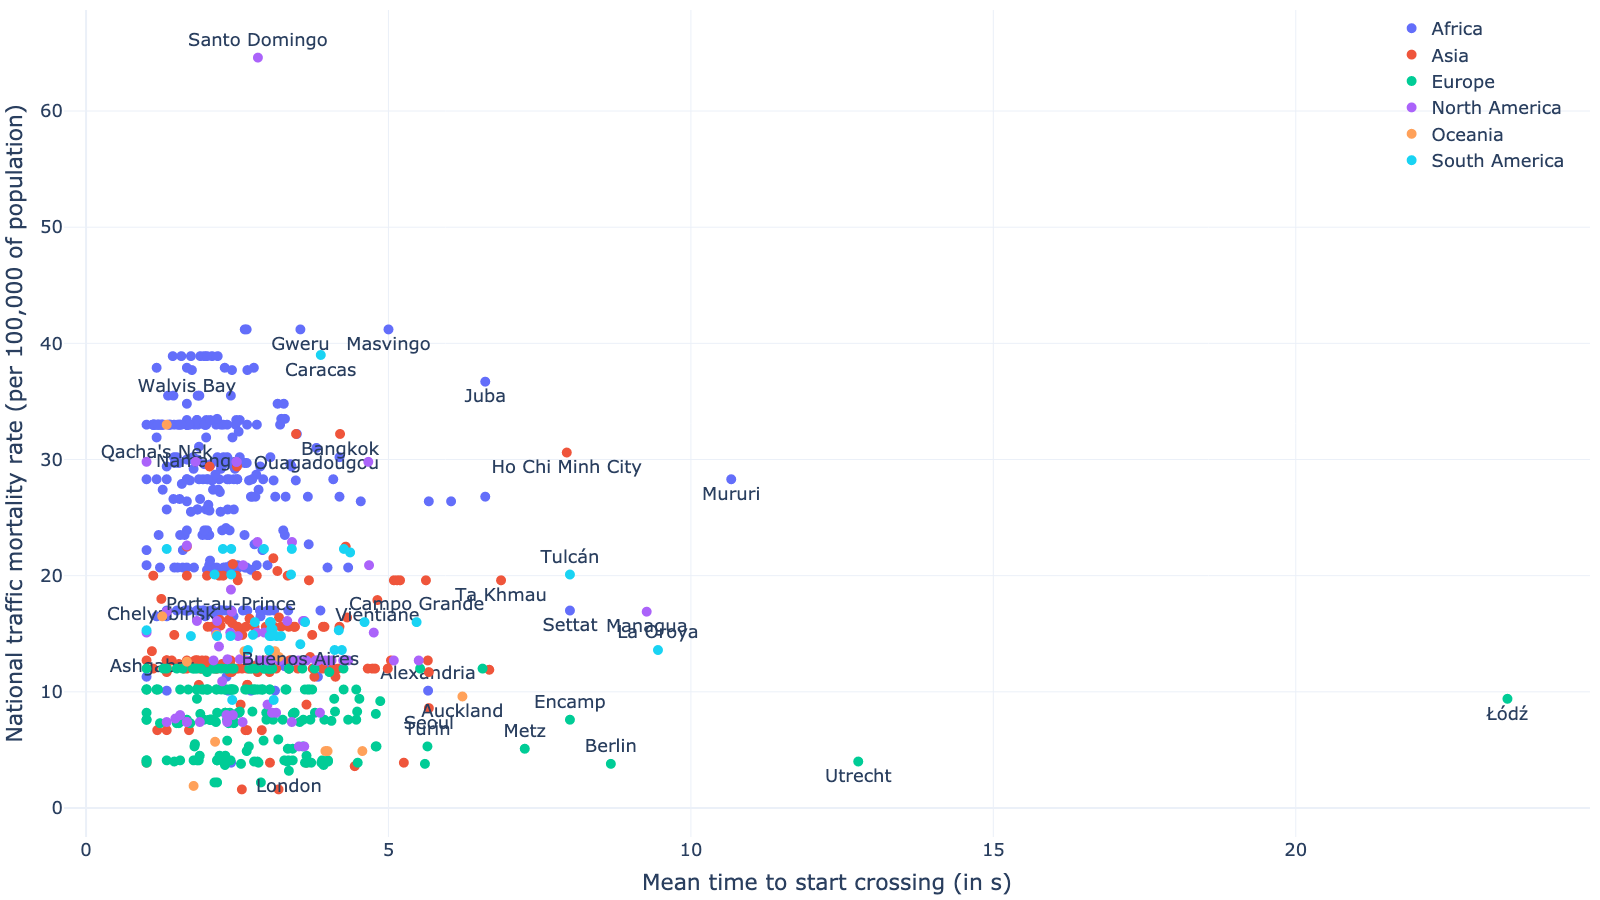 Santo Domingo
Africa
Asia
Europe
North America
Oceania
South America
National traffic mortality rate (per 100,000 of population)
60
50
40
30
20
10
0
Gweru
Masvingo
Caracas
Walvis Bay
Juba
Qacha's Nek
Bangkok
Ouagadougou
Ho Chi Minh City
Mururi
Tulcán
Ta Khmau
Port-au-Prince
Campo Grande
Chelyabinsk
Vientiane
Settat
Managua
La Oroya
Buenos Aires
Alexandria
Encamp
Auckland
Łódź
Seoul
Turin
Metz
Berlin
Utrecht
London
0
5
10
15
20
Mean time to start crossing (in s)